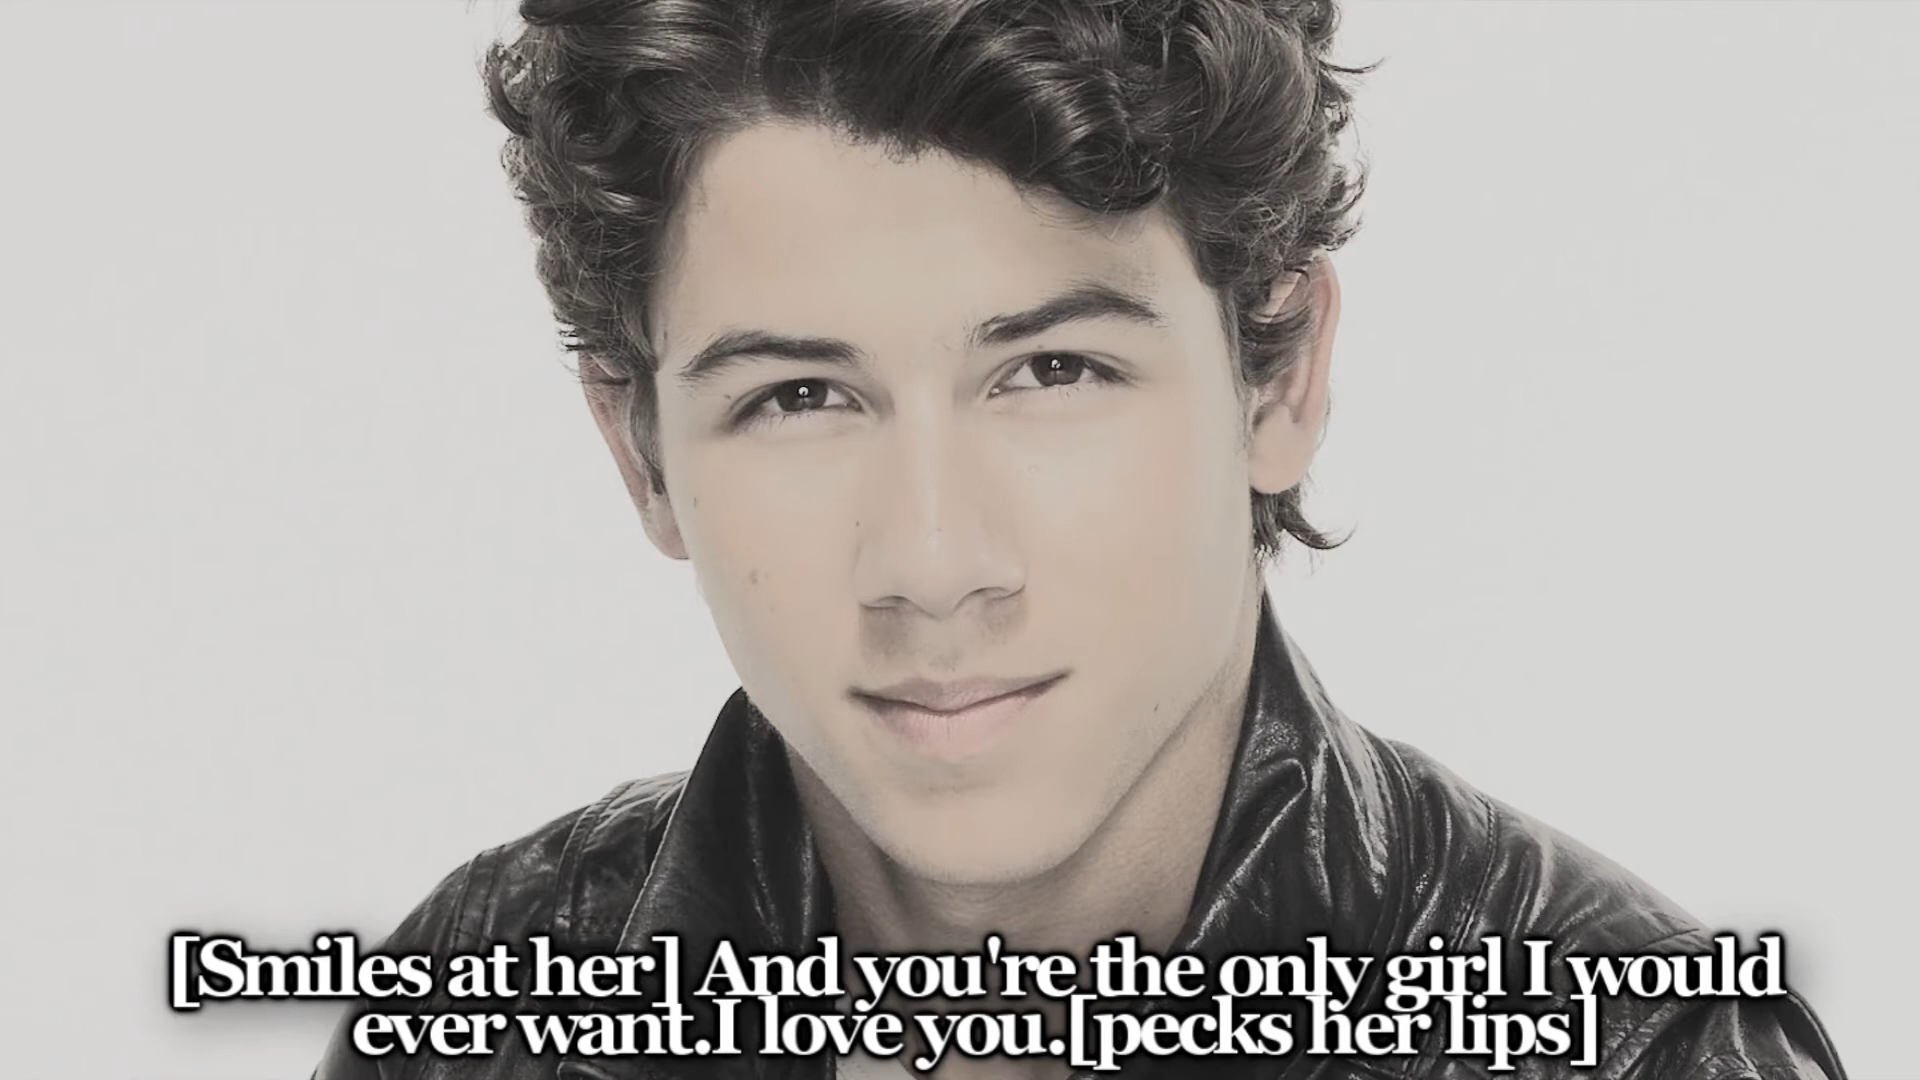 [Smiles at her] And you're the only girl I would
ever want.I love you.[pecks her lips]